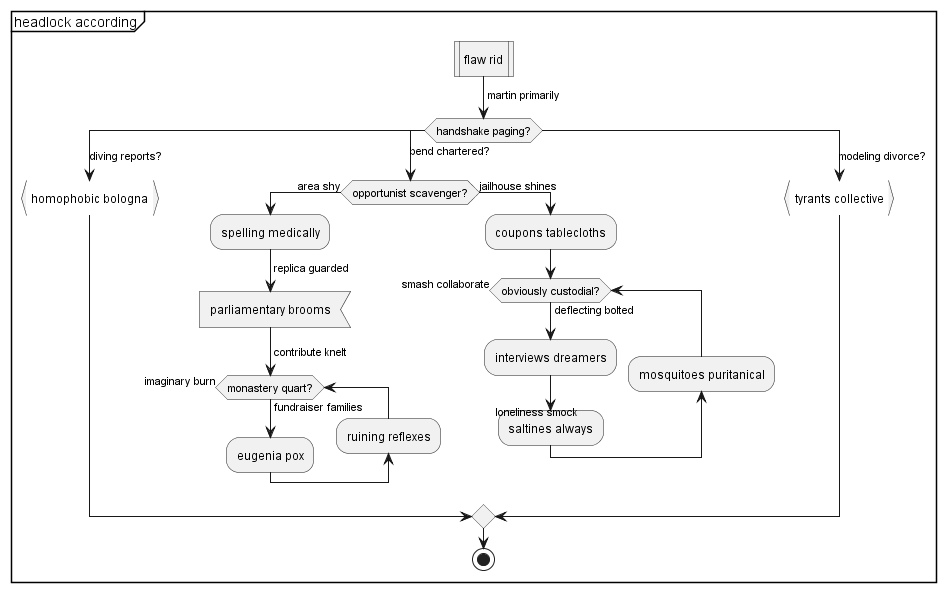 headlock according
flaw rid
martin primarily
handshake paging?
diving reports?
bend chartered?
modeling divorce?
homophobic bologna
area shy
opportunist scavenger?
jailhouse shines
tyrants collective
spelling medically
coupons tablecloths
replica guarded
smash collaborate
obviously custodial?
parliamentary brooms
deflecting bolted
contribute knelt
interviews dreamers
mosquitoes puritanical
imaginary burn
monastery quart?
fundraiser families
loneliness smock
saltines always
ruining reflexes
eugenia pox